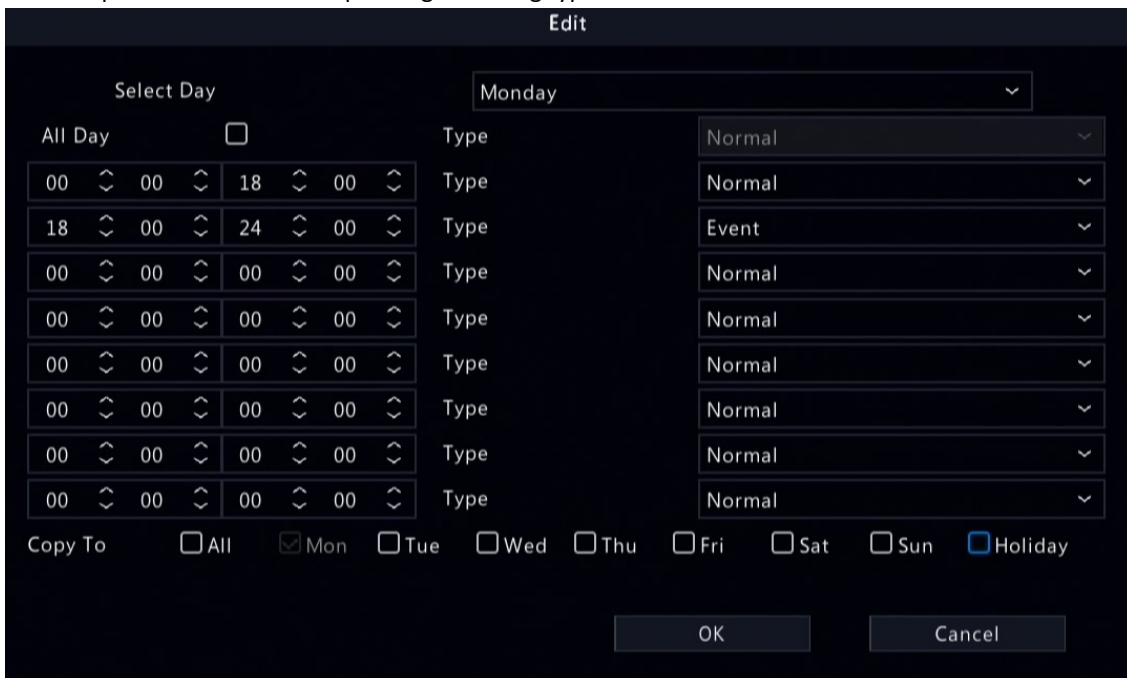 Edit
Select Day Monday
All Day Type Normal
00 00 18 00 Type Normal
18 00 24 00 Type Event
00 00 00 00 Type Normal
00 00 00 00 Type Normal
00 00 00 00 Type Normal
00 00 00 00 Type Normal
00 00 00 00 Type Normal
00 00 00 00 Type Normal
Copy To All Mon Tue Wed Thu Fri Sat Sun Holiday
OK Cancel